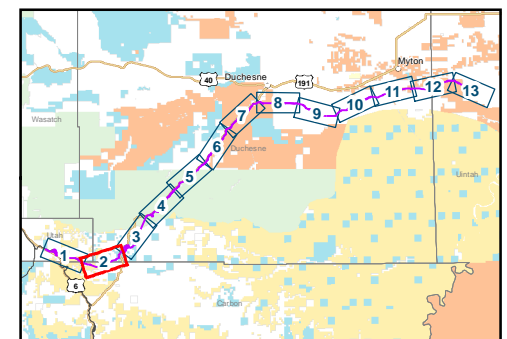 Myton
40
Duchesne
191
13
12
11
10
9
8
7
Wasatch
6
Duchesne
Uintah
5
4
3
Utah
1
2
6
Carbon